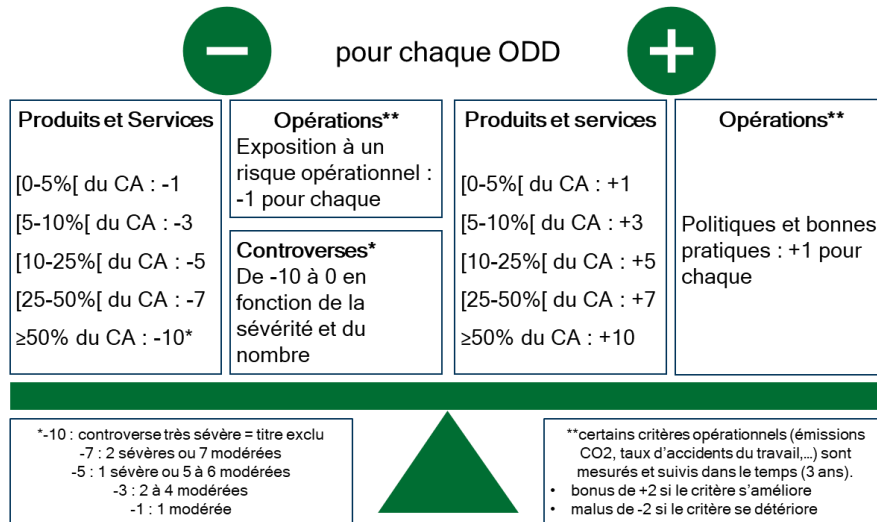 − pour chaque ODD +
Produits et Services
[0-5%[ du CA : -1
[5-10%[ du CA : -3
[10-25%[ du CA : -5
[25-50%[ du CA : -7
≥50% du CA : -10*
Opérations**
Exposition à un
risque opérationnel :
-1 pour chaque
Controverses*
De -10 à 0 en
fonction de la
sévérité et du
nombre
Produits et services
[0-5%[ du CA : +1
[5-10%[ du CA : +3
[10-25%[ du CA : +5
[25-50%[ du CA : +7
≥50% du CA : +10
Opérations**
Politiques et bonnes
pratiques : +1 pour
chaque
*-10 : controverse très sévère = titre exclu
-7 : 2 sévères ou 7 modérées
-5 : 1 sévère ou 5 à 6 modérées
-3 : 2 à 4 modérées
-1 : 1 modérée
**certains critères opérationnels (émissions
CO2, taux d'accidents du travail,...) sont
mesurés et suivis dans le temps (3 ans).
• bonus de +2 si le critère s'améliore
• malus de -2 si le critère se détériore